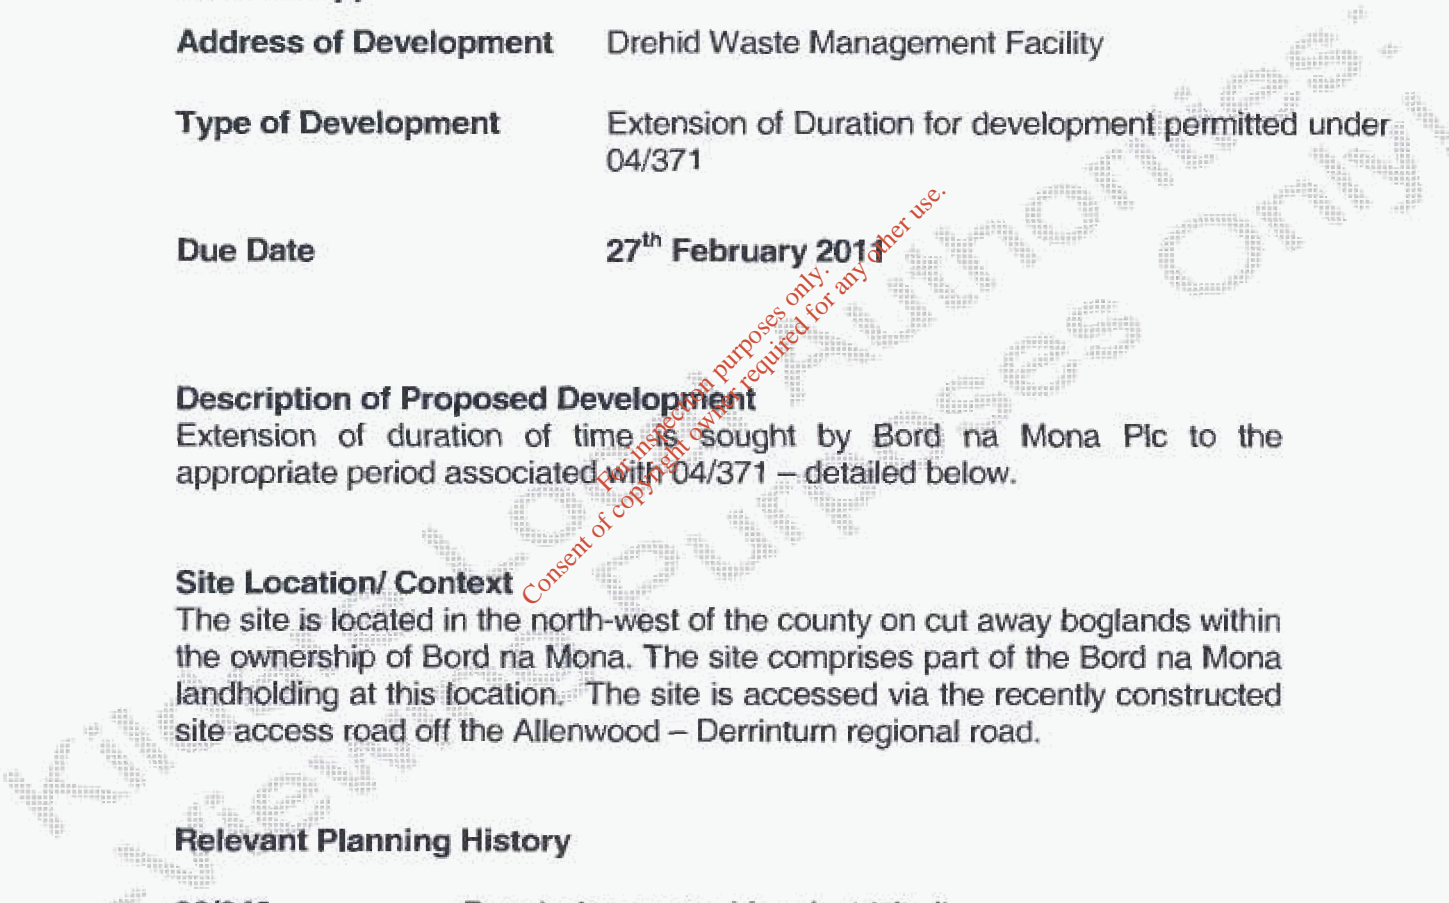 Address of Development Drehid Waste Management Facility
Type of Development Extension of Duration for development permitted under
04/371
Due Date 27th February 2011
Description of Proposed Development
Extension of duration of time is sought by Bord na Mona Plc to the
appropriate period associated with 04/371 – detailed below.
Site Location/ Context
The site is located in the north-west of the county on cut away boglands within
the ownership of Bord na Mona. The site comprises part of the Bord na Mona
landholding at this location. The site is accessed via the recently constructed
site access road off the Allenwood – Derrinturn regional road.
Relevant Planning History
For inspection purposes only.
Consent of copyright owner required for any other use.
Authorities.
Purposes Only!